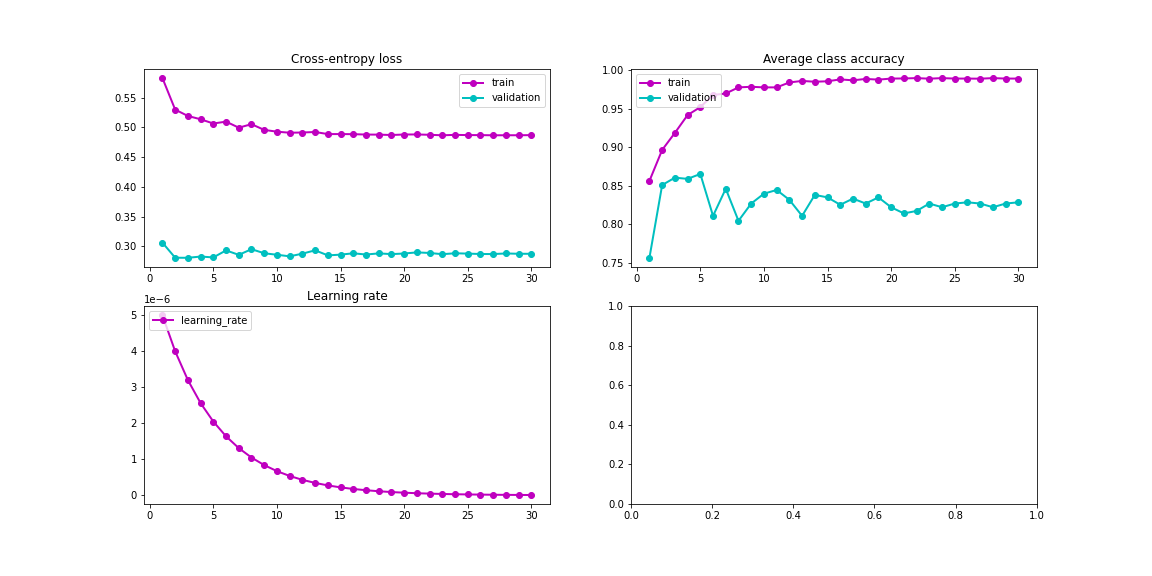 Cross-entropy loss
train
validation
0.55
0.50
0.45
0.40
0.35
0.30
0 5 10 15 20 25 30
Average class accuracy
train
validation
1.00
0.95
0.90
0.85
0.80
0.75
0 5 10 15 20 25 30
Learning rate
1e−6
learning_rate
5
4
3
2
1
0
0 5 10 15 20 25 30
1.0
0.8
0.6
0.4
0.2
0.0
0.0 0.2 0.4 0.6 0.8 1.0